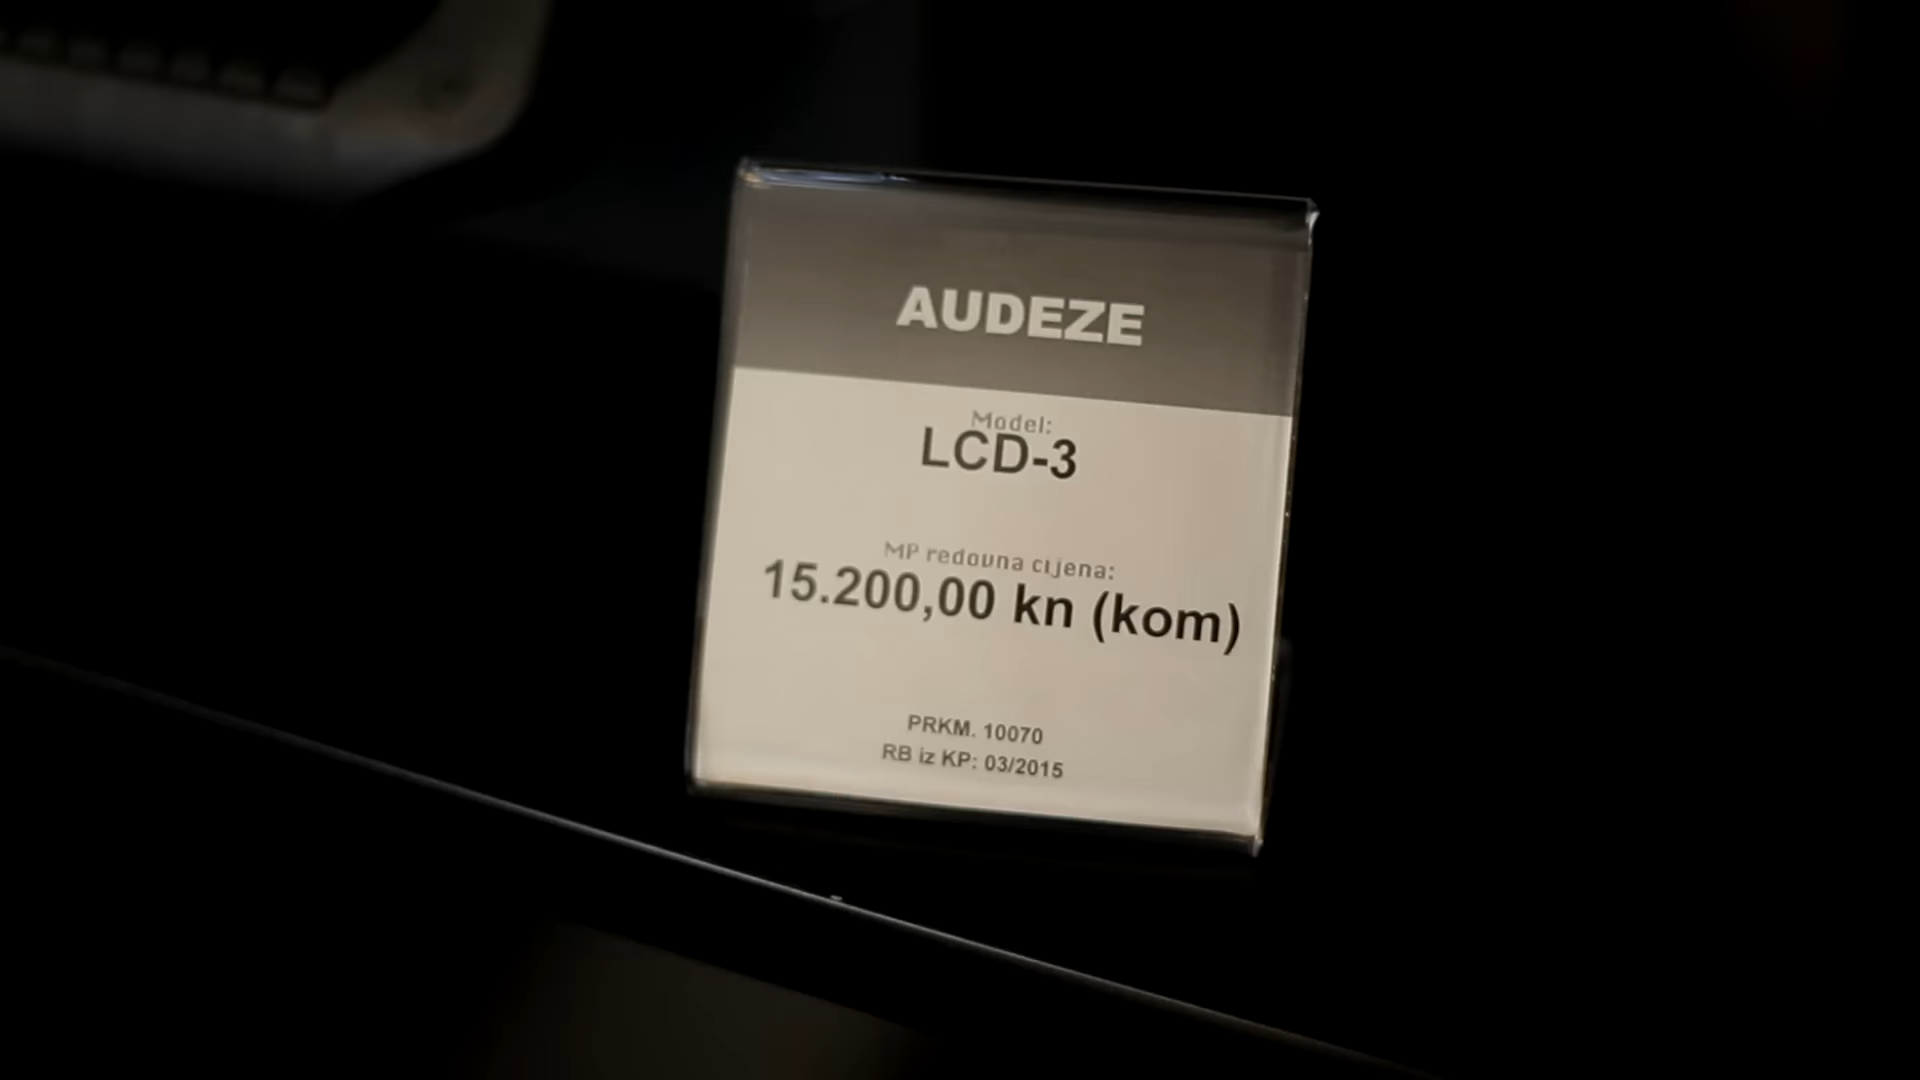 AUDEZE
Model:
LCD-3
MP redovna cijena:
15.200,00 kn (kom)
PRKM. 10070
RB iz KP: 03/2015